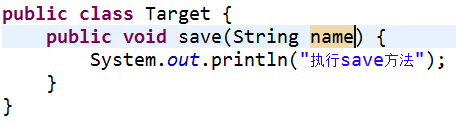 public class Target {
    public void save(String name) {
        System.out.println("执行save方法");
    }
}